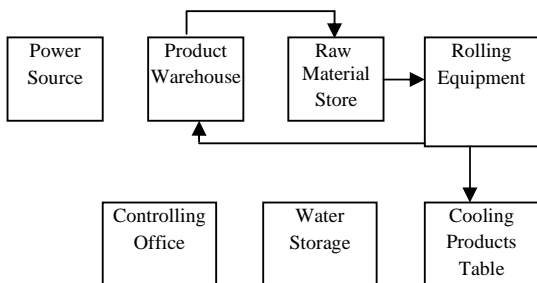 Power
Source
Product
Warehouse
Raw
Material
Store
Rolling
Equipment
Controlling
Office
Water
Storage
Cooling
Products
Table